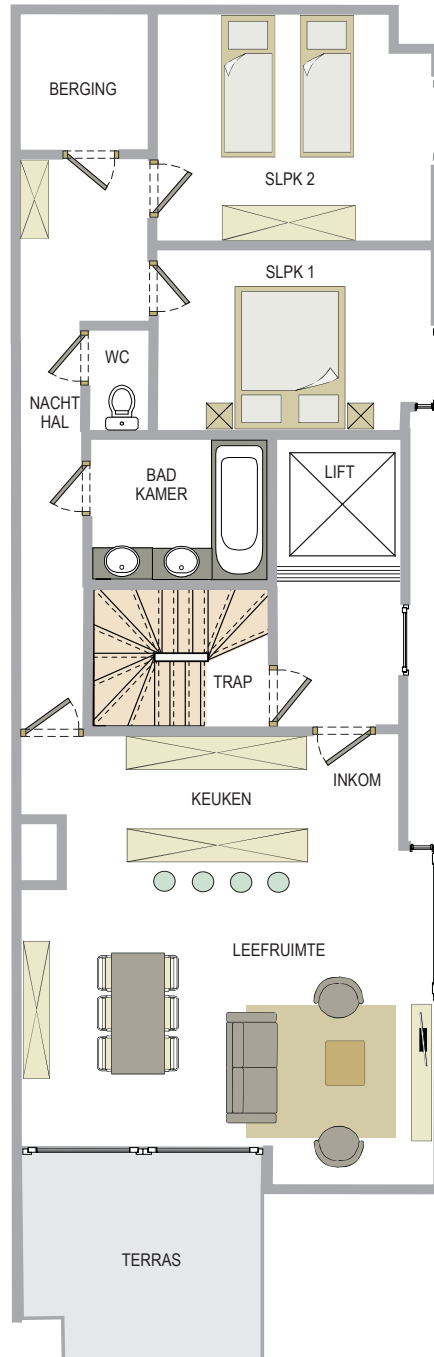 BERGING
SLPK 2
SLPK 1
WC
NACHT
HAL
BAD
KAMER
LIFT
TRAP
INKOM
KEUKEN
LEEFRUIMTE
TERRAS